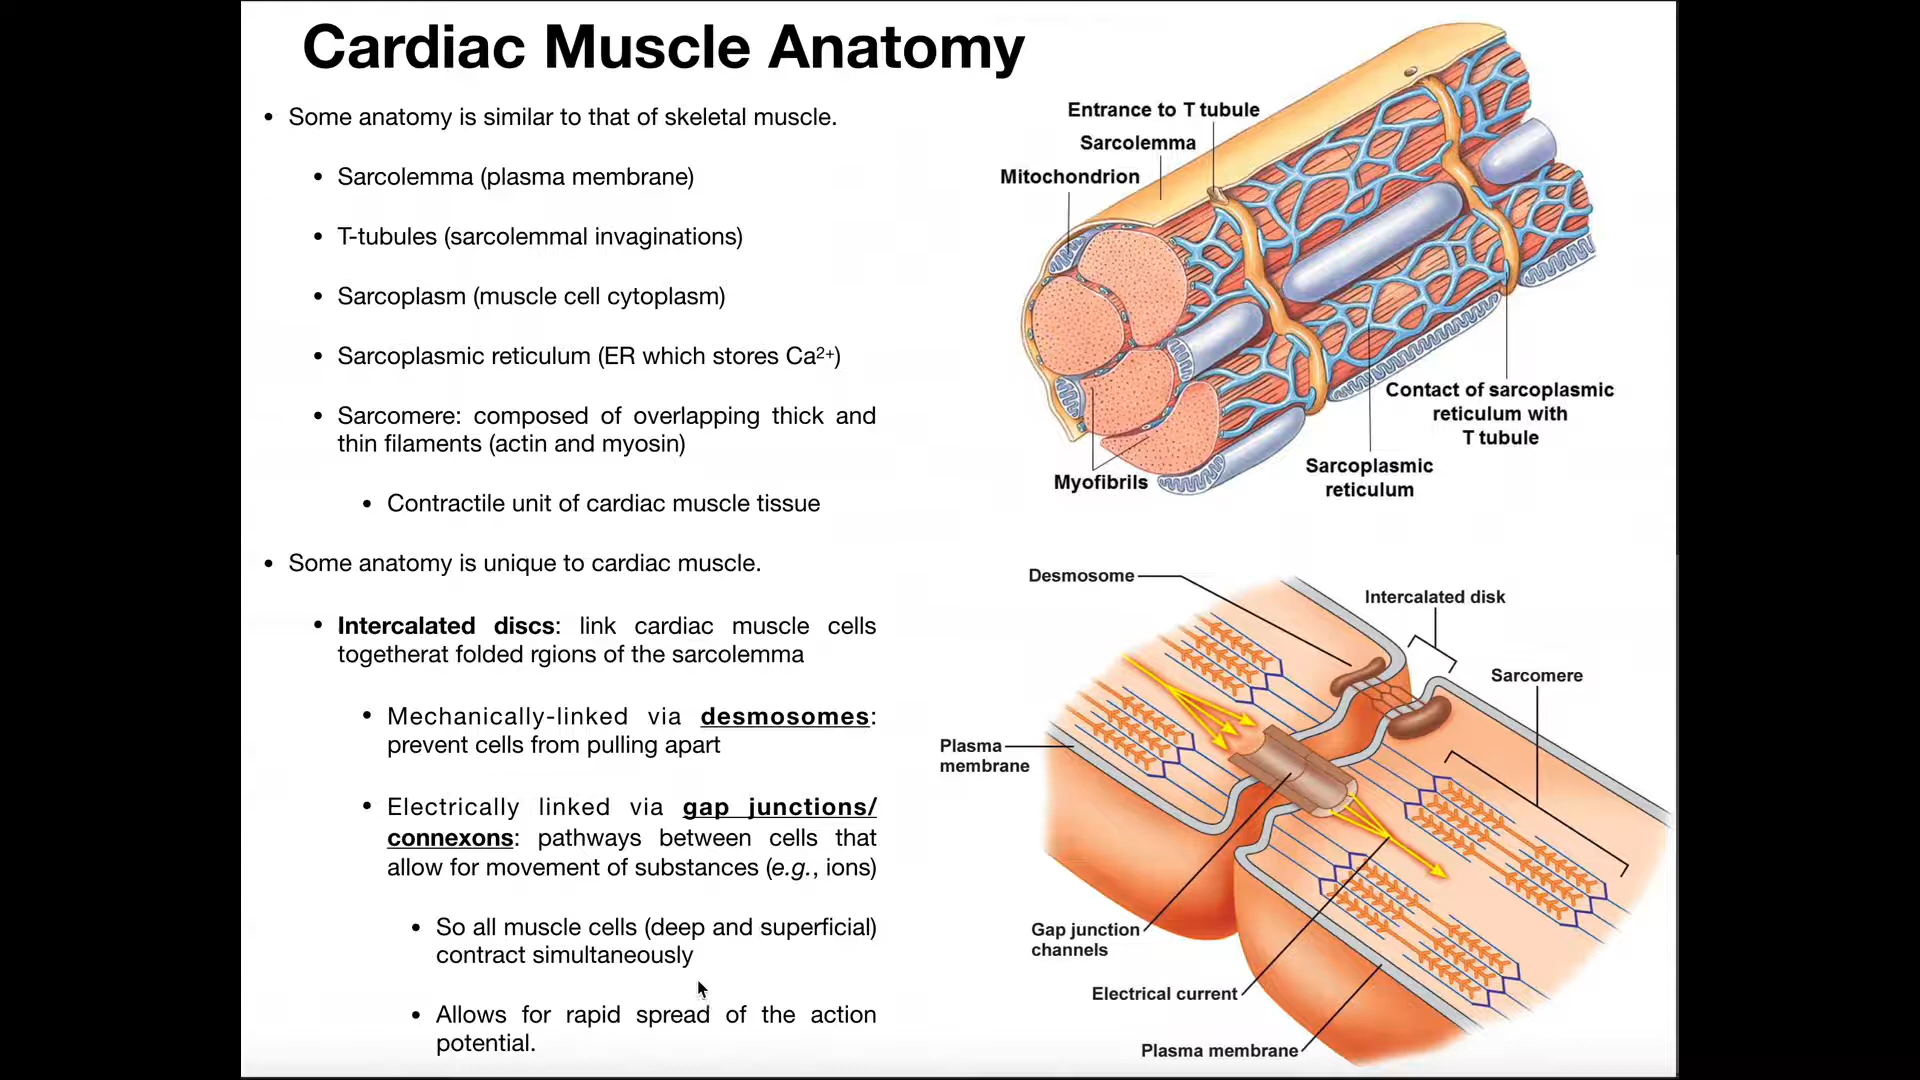 Cardiac Muscle Anatomy
• Some anatomy is similar to that of skeletal muscle.
• Sarcolemma (plasma membrane)
• T-tubules (sarcolemmal invaginations)
• Sarcoplasm (muscle cell cytoplasm)
• Sarcoplasmic reticulum (ER which stores Ca²⁺)
• Sarcomere: composed of overlapping thick and
thin filaments (actin and myosin)
• Contractile unit of cardiac muscle tissue
• Some anatomy is unique to cardiac muscle.
• Intercalated discs: link cardiac muscle cells
togetherat folded rgions of the sarcolemma
• Mechanically-linked via desmosomes:
prevent cells from pulling apart
• Electrically linked via gap junctions/
connexons: pathways between cells that
allow for movement of substances (e.g., ions)
• So all muscle cells (deep and superficial)
contract simultaneously
• Allows for rapid spread of the action
potential.
Entrance to T tubule
Sarcolemma
Mitochondrion
Contact of sarcoplasmic
reticulum with
T tubule
Sarcoplasmic
reticulum
Myofibrils
Desmosome
Intercalated disk
Sarcomere
Plasma
membrane
Gap junction
channels
Electrical current
Plasma membrane